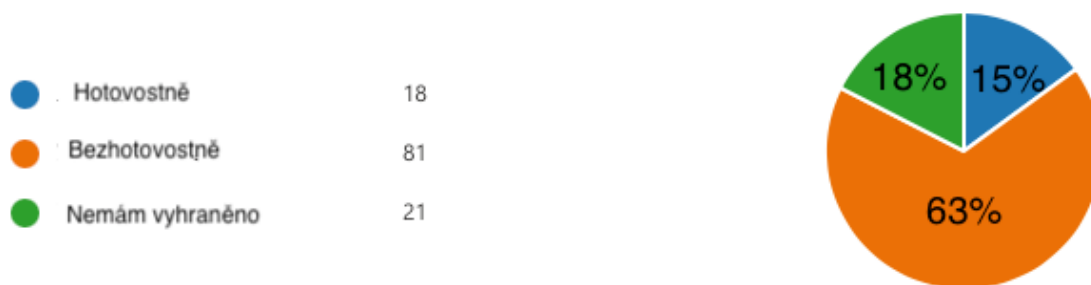 Hotovostně 18
Bezhotovostně 81
Nemám vyhraněno 21
18% 15%
63%